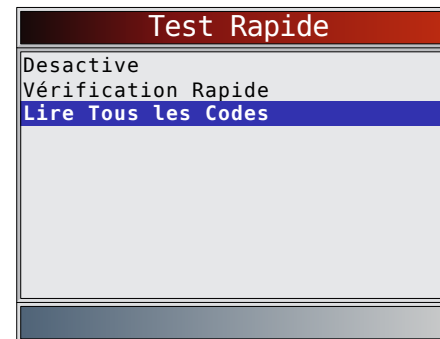 Test Rapide
Desactive
Vérification Rapide
Lire Tous les Codes